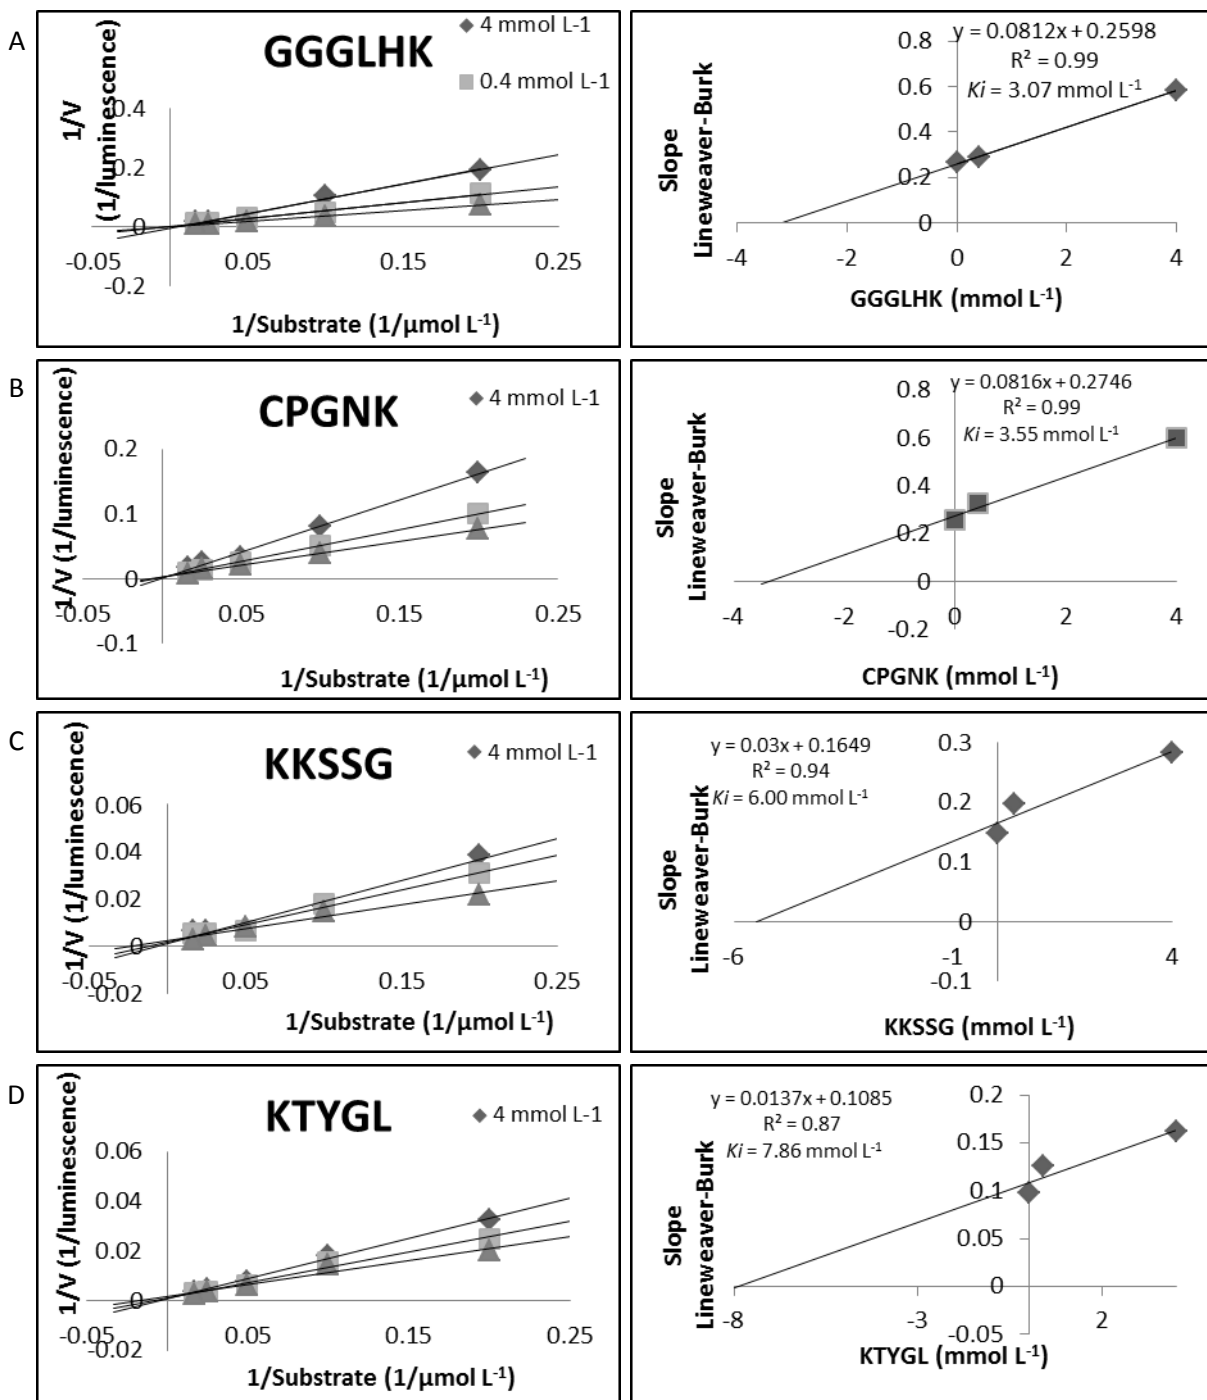 A
GGGLHK
4 mmol L-1
0.4 mmol L-1
1/V
(1/luminescence)
0.4
0.2
0
-0.2
-0.05
0.05
0.15
0.25
1/Substrate (1/µmol L⁻¹)
y = 0.0812x + 0.2598
R² = 0.99
Ki = 3.07 mmol L⁻¹
Slope
Lineweaver-Burk
0.8
0.6
0.4
0.2
0
-4
-2
0
2
4
GGGLHK (mmol L⁻¹)
B
CPGNK
4 mmol L-1
1/V (1/luminescence)
0.2
0.1
0
-0.1
-0.05
0.05
0.15
0.25
1/Substrate (1/µmol L⁻¹)
y = 0.0816x + 0.2746
R² = 0.99
Ki = 3.55 mmol L⁻¹
Slope
Lineweaver-Burk
0.8
0.6
0.4
0.2
0
-0.2
-4
-2
0
2
4
CPGNK (mmol L⁻¹)
C
KKSSG
4 mmol L-1
1/V (1/luminescence)
0.06
0.04
0.02
0
-0.02
-0.05
0.05
0.15
0.25
1/Substrate (1/µmol L⁻¹)
y = 0.03x + 0.1649
R² = 0.94
Ki = 6.00 mmol L⁻¹
Slope
Lineweaver-Burk
0.3
0.2
0.1
0
-0.1
-6
-1
4
KKSSG (mmol L⁻¹)
D
KTYGL
4 mmol L-1
1/V (1/luminescence)
0.06
0.04
0.02
0
-0.02
-0.05
0.05
0.15
0.25
1/Substrate (1/µmol L⁻¹)
y = 0.0137x + 0.1085
R² = 0.87
Ki = 7.86 mmol L⁻¹
Slope
Lineweaver-Burk
0.2
0.15
0.1
0.05
0
-0.05
-8
-3
2
KTYGL (mmol L⁻¹)